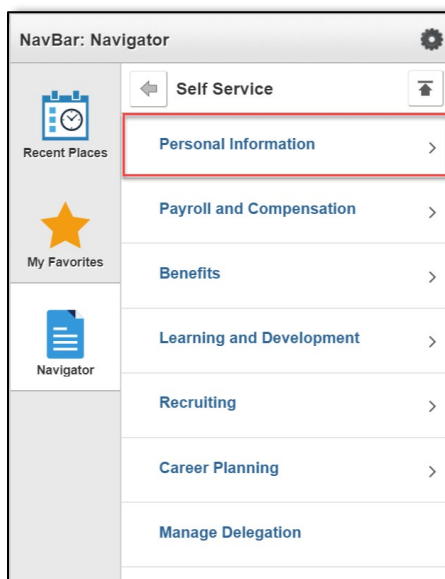 NavBar: Navigator
Recent Places
My Favorites
Navigator
Self Service
Personal Information
Payroll and Compensation
Benefits
Learning and Development
Recruiting
Career Planning
Manage Delegation